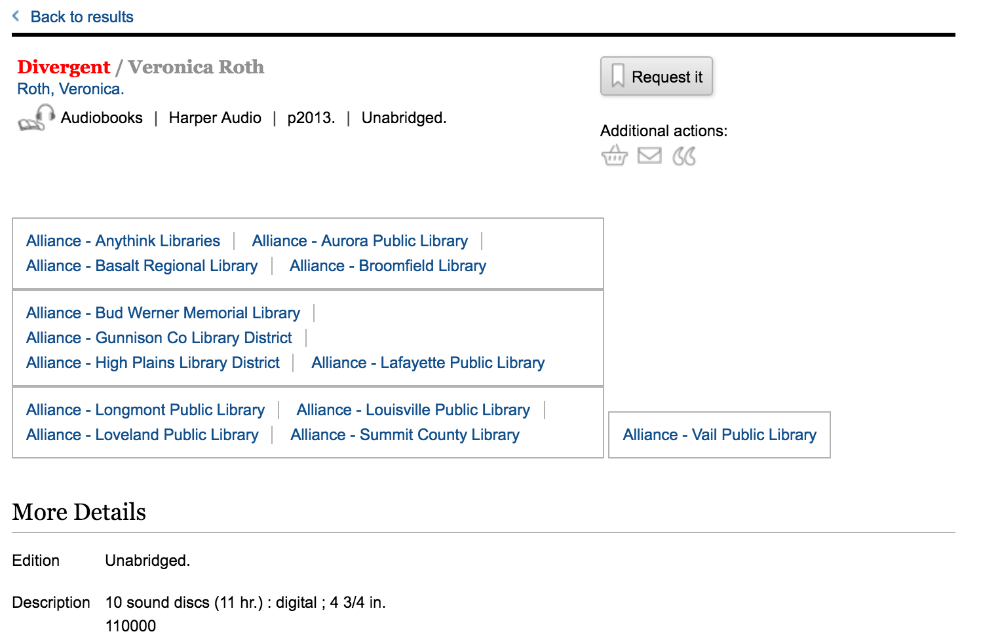 Back to results
Divergent / Veronica Roth
Roth, Veronica.
Audiobooks | Harper Audio | p2013. | Unabridged.
Request it
Additional actions:
Alliance - Anythink Libraries | Alliance - Aurora Public Library |
Alliance - Basalt Regional Library | Alliance - Broomfield Library
Alliance - Bud Werner Memorial Library |
Alliance - Gunnison Co Library District |
Alliance - High Plains Library District | Alliance - Lafayette Public Library
Alliance - Longmont Public Library | Alliance - Louisville Public Library |
Alliance - Loveland Public Library | Alliance - Summit County Library
Alliance - Vail Public Library
More Details
Edition Unabridged.
Description 10 sound discs (11 hr.) : digital ; 4 3/4 in.
110000